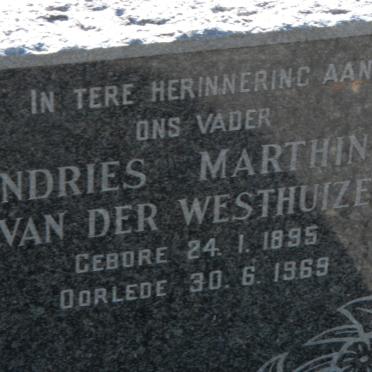 IN TERE HERINNERING AAN
ONS VADER
NDRIES MARTHIN
VAN DER WESTHUIZE
GEBORE 24. 1. 1895
OORLEDE 30. 6. 1969